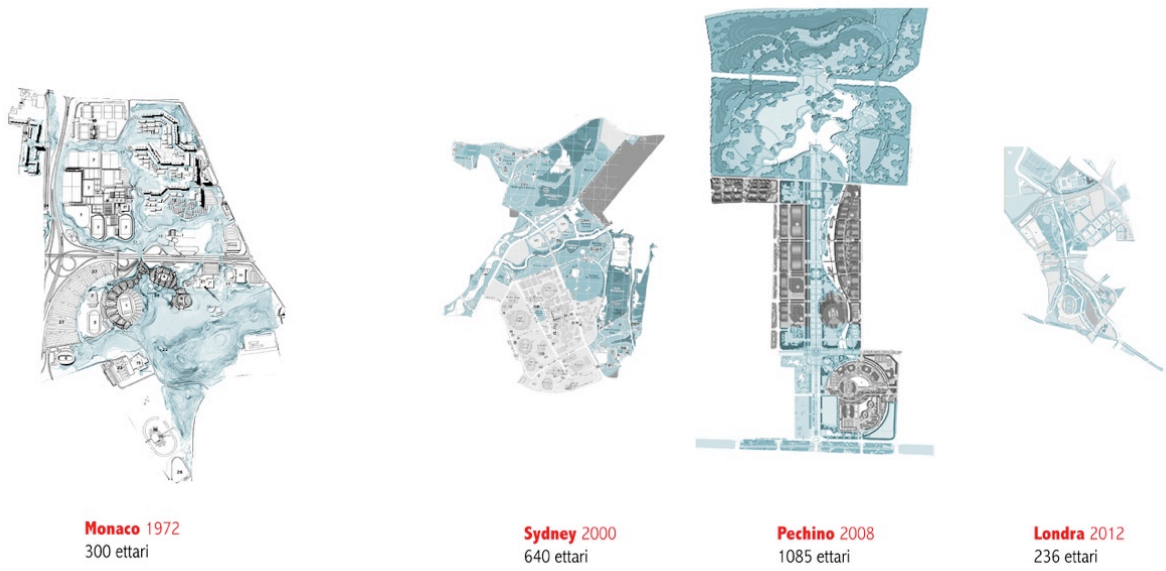 Monaco 1972
300 ettari
Sydney 2000
640 ettari
Pechino 2008
1085 ettari
Londra 2012
236 ettari